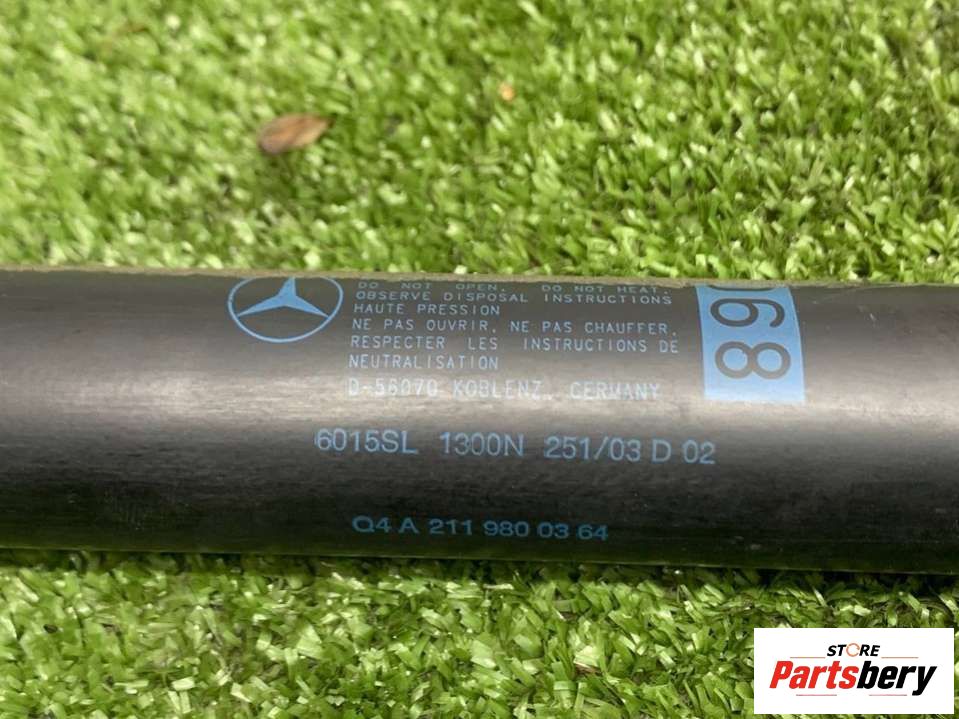 DO NOT OPEN. DO NOT HEAT.
OBSERVE DISPOSAL INSTRUCTIONS
HAUTE PRESSION
NE PAS OUVRIR, NE PAS CHAUFFER,
RESPECTER LES INSTRUCTIONS DE
NEUTRALISATION
D-56070 KOBLENZ, GERMANY
6015SL 1300N 251/03 D 02
Q4 A 211 980 03 64
068
STORE
Partsbery